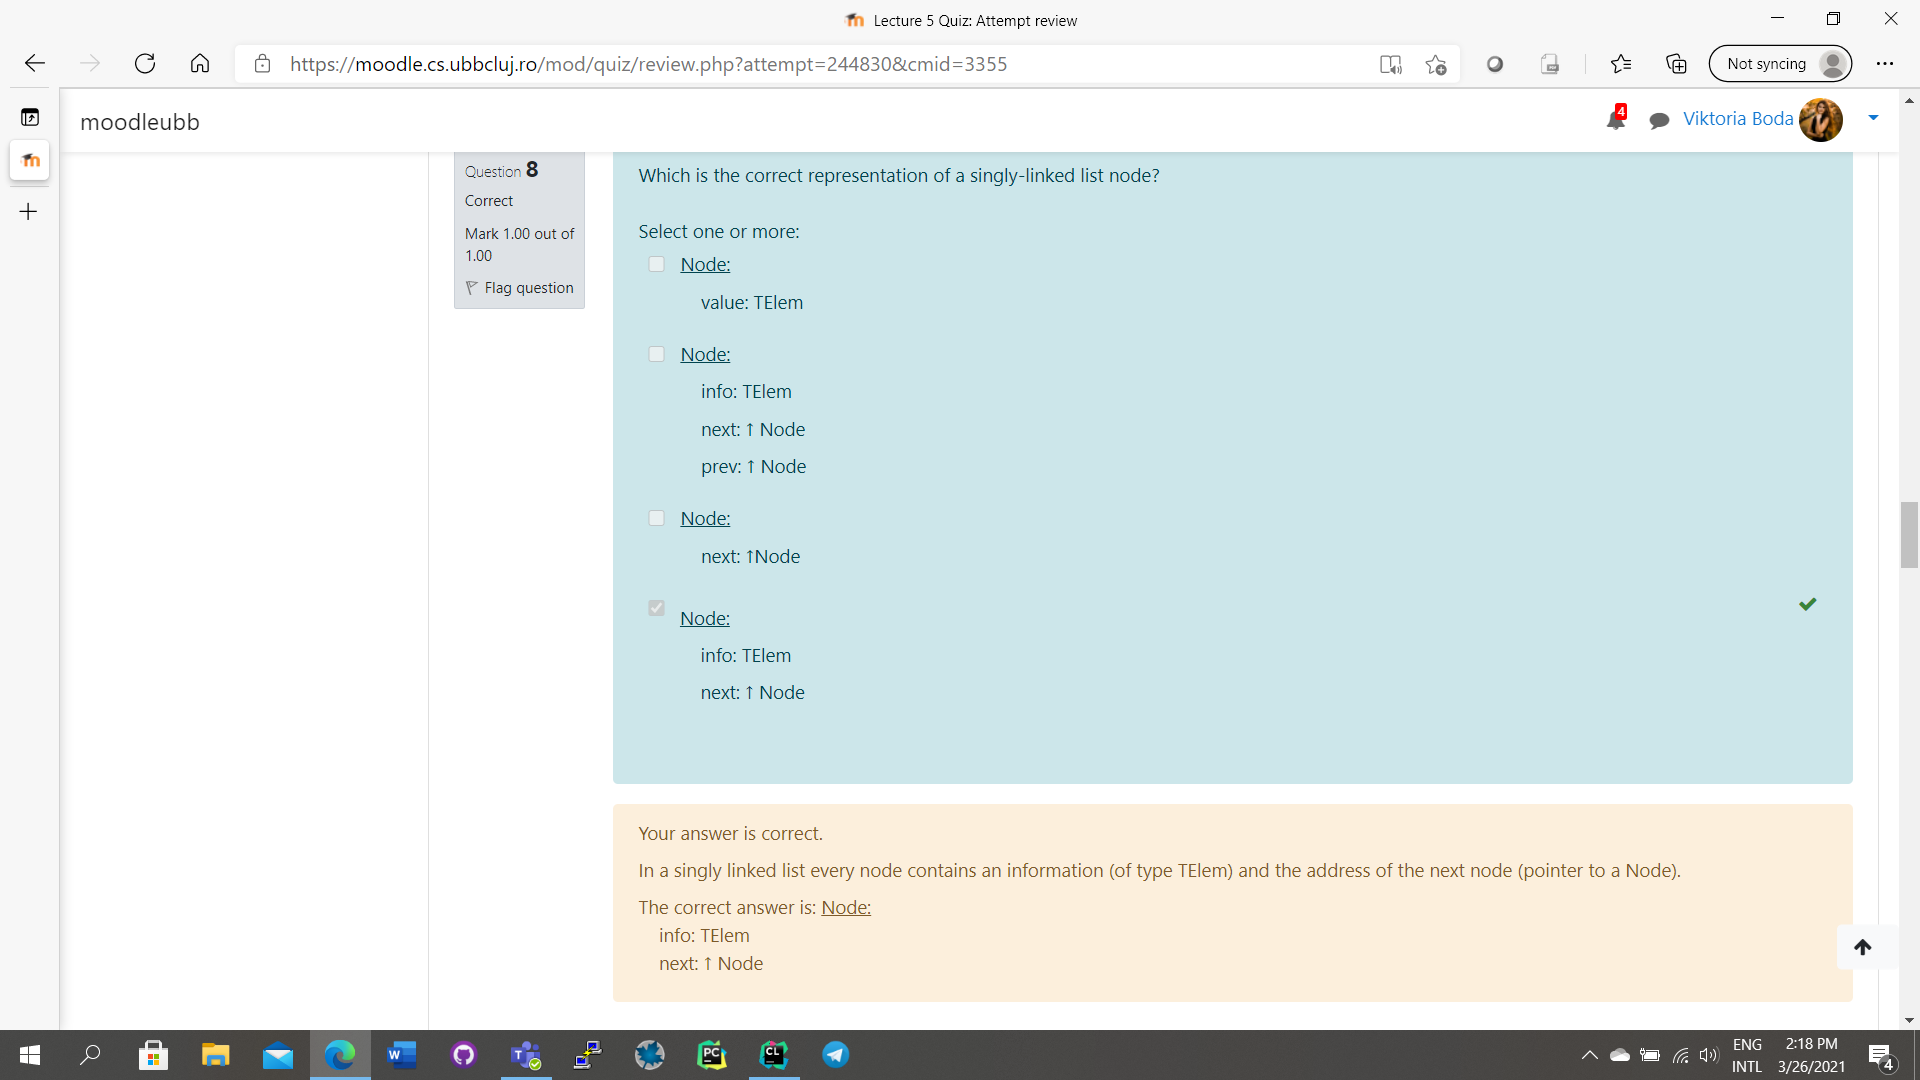 Lecture 5 Quiz: Attempt review
https://moodle.cs.ubbcluj.ro/mod/quiz/review.php?attempt=244830&cmid=3355
Not syncing
moodleubb
4
Viktoria Boda
Question 8
Correct
Mark 1.00 out of
1.00
Flag question
Which is the correct representation of a singly-linked list node?
Select one or more:
Node:
value: TElem
Node:
info: TElem
next: ↑ Node
prev: ↑ Node
Node:
next: ↑Node
Node:
info: TElem
next: ↑ Node
Your answer is correct.
In a singly linked list every node contains an information (of type TElem) and the address of the next node (pointer to a Node).
The correct answer is: Node:
info: TElem
next: ↑ Node
ENG
INTL
2:18 PM
3/26/2021
4